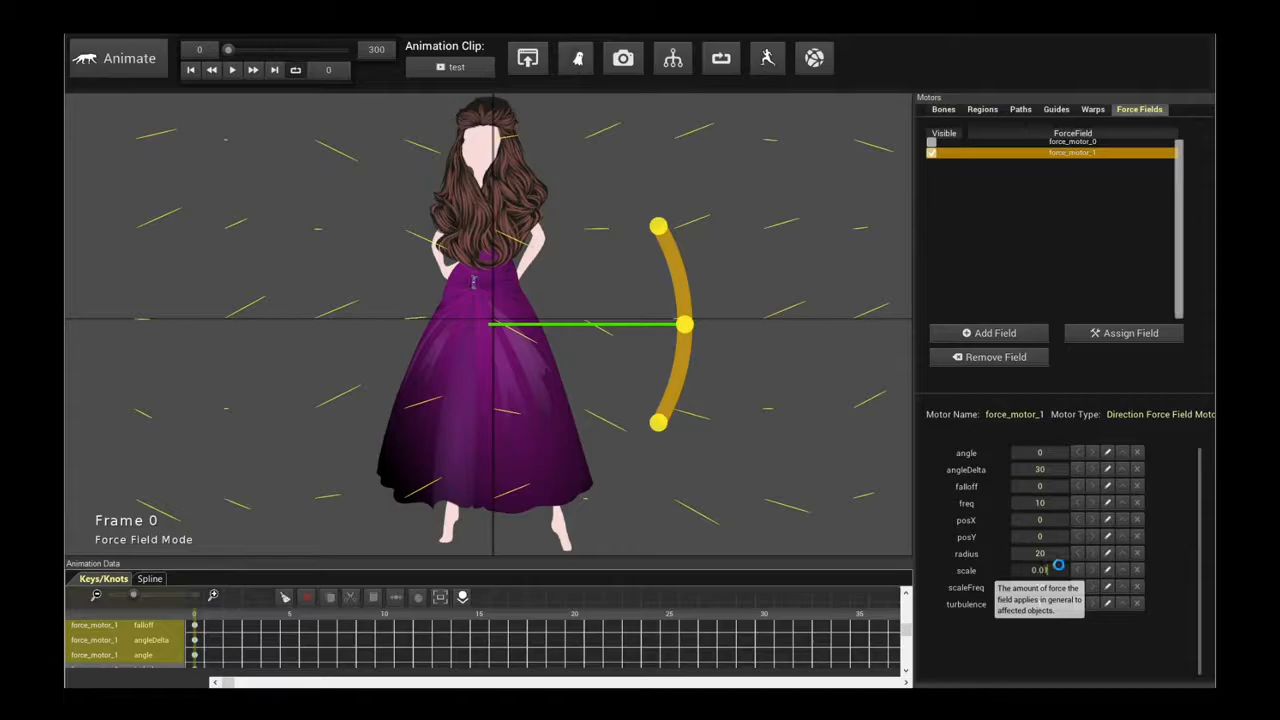 Animate
0
300
0
Animation Clip:
test
Frame 0
Force Field Mode
Motors
Bones Regions Paths Guides Warps Force Fields
Visible ForceField
force_motor_0
force_motor_1
Add Field
Assign Field
Remove Field
Motor Name: force_motor_1 Motor Type: Direction Force Field Moto
angle 0
angleDelta 30
falloff 0
freq 10
posX 0
posY 0
radius 20
scale 0.01
scaleFreq
turbulence
The amount of force the
field applies in general to
affected objects.
Animation Data
Keys/Knots Spline
0 5 10 15 20 25 30 35
force_motor_1 falloff
force_motor_1 angleDelta
force_motor_1 angle